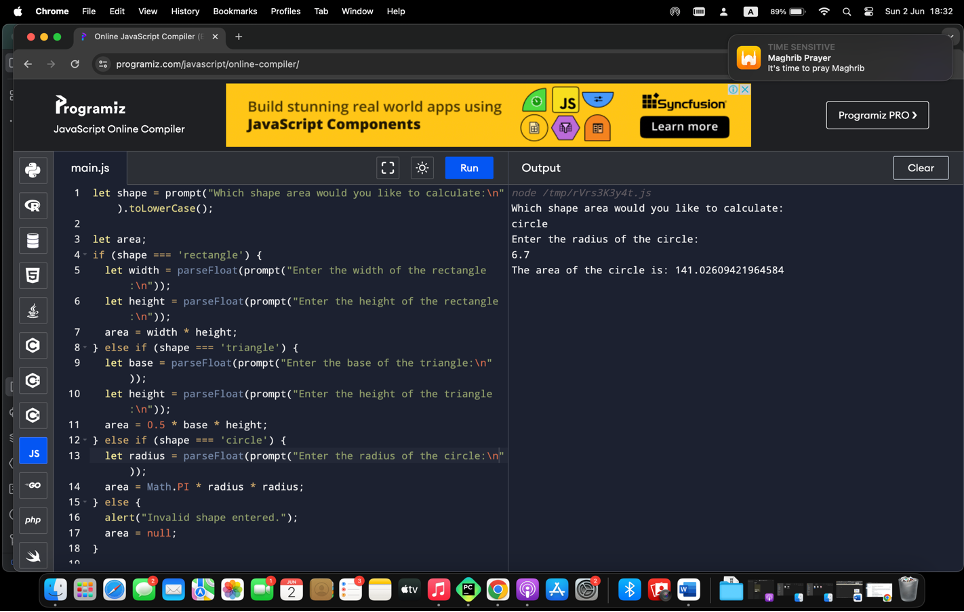 Chrome File Edit View History Bookmarks Profiles Tab Window Help A 89% Sun 2 Jun 18:32
Online JavaScript Compiler (
programiz.com/javascript/online-compiler/
TIME SENSITIVE
Maghrib Prayer
It's time to pray Maghrib
Programiz
JavaScript Online Compiler
Build stunning real world apps using
JavaScript Components
JS
Syncfusion
Learn more
Programiz PRO
main.js
Run
Output
Clear
1 let shape = prompt("Which shape area would you like to calculate:\n"
).toLowerCase();
2
3 let area;
4 if (shape === 'rectangle') {
5 let width = parseFloat(prompt("Enter the width of the rectangle
:\n"));
6 let height = parseFloat(prompt("Enter the height of the rectangle
:\n"));
7 area = width * height;
8 } else if (shape === 'triangle') {
9 let base = parseFloat(prompt("Enter the base of the triangle:\n"
));
10 let height = parseFloat(prompt("Enter the height of the triangle
:\n"));
11 area = 0.5 * base * height;
12 } else if (shape === 'circle') {
13 let radius = parseFloat(prompt("Enter the radius of the circle:\n"
));
14 area = Math.PI * radius * radius;
15 } else {
16 alert("Invalid shape entered.");
17 area = null;
18 }
node /tmp/rVrs3K3y4t.js
Which shape area would you like to calculate:
circle
Enter the radius of the circle:
6.7
The area of the circle is: 141.02609421964584
JS
GO
php
2
JUN
2
1
3
tv
PC
2
W